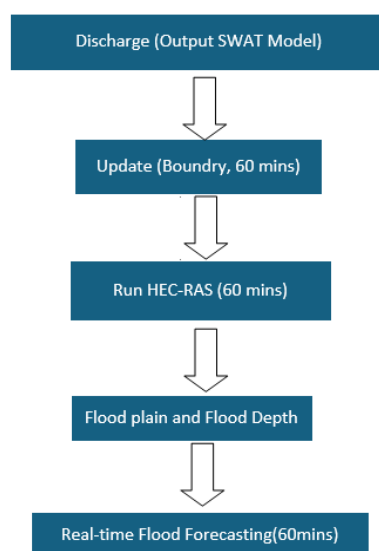 Discharge (Output SWAT Model)
Update (Boundry, 60 mins)
Run HEC-RAS (60 mins)
Flood plain and Flood Depth
Real-time Flood Forecasting(60mins)